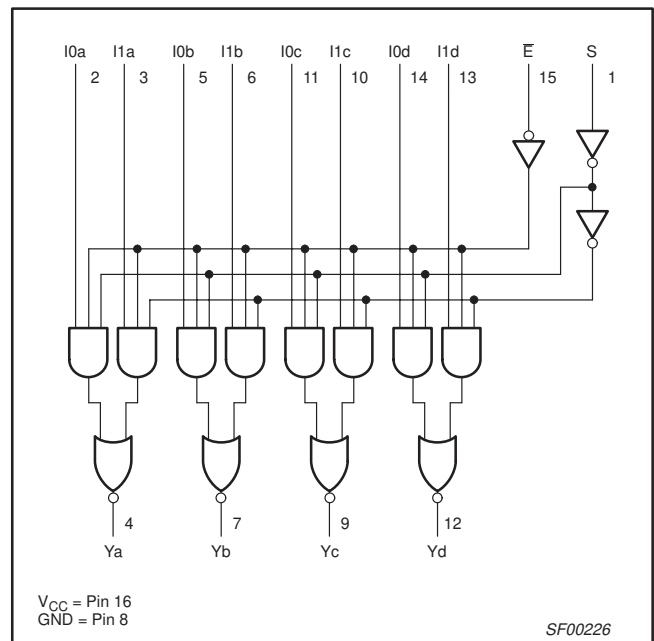 I0a I1a I0b I1b I0c I1c I0d I1d E̅ S
2 3 5 6 11 10 14 13 15 1
4 7 9 12
Ya Yb Yc Yd
VCC = Pin 16
GND = Pin 8
SF00226